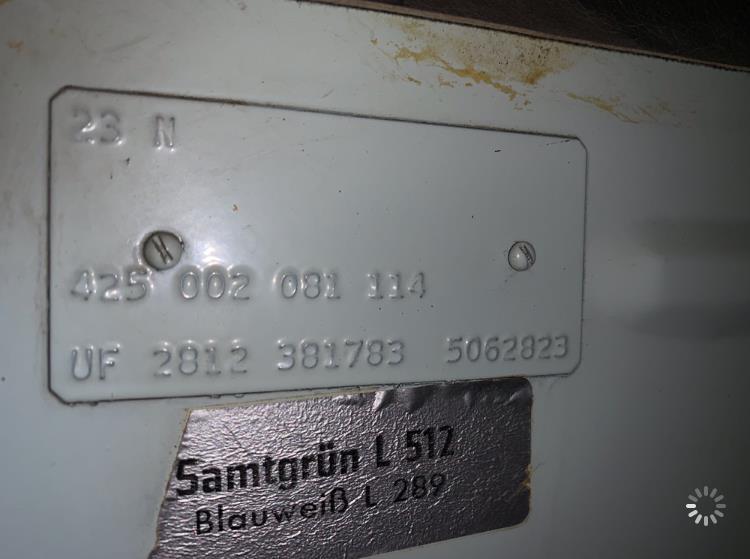 23 N
425 002 081 114
UF 2812 381783 5062823
Samtgrün L 512
Blauweiß L 289